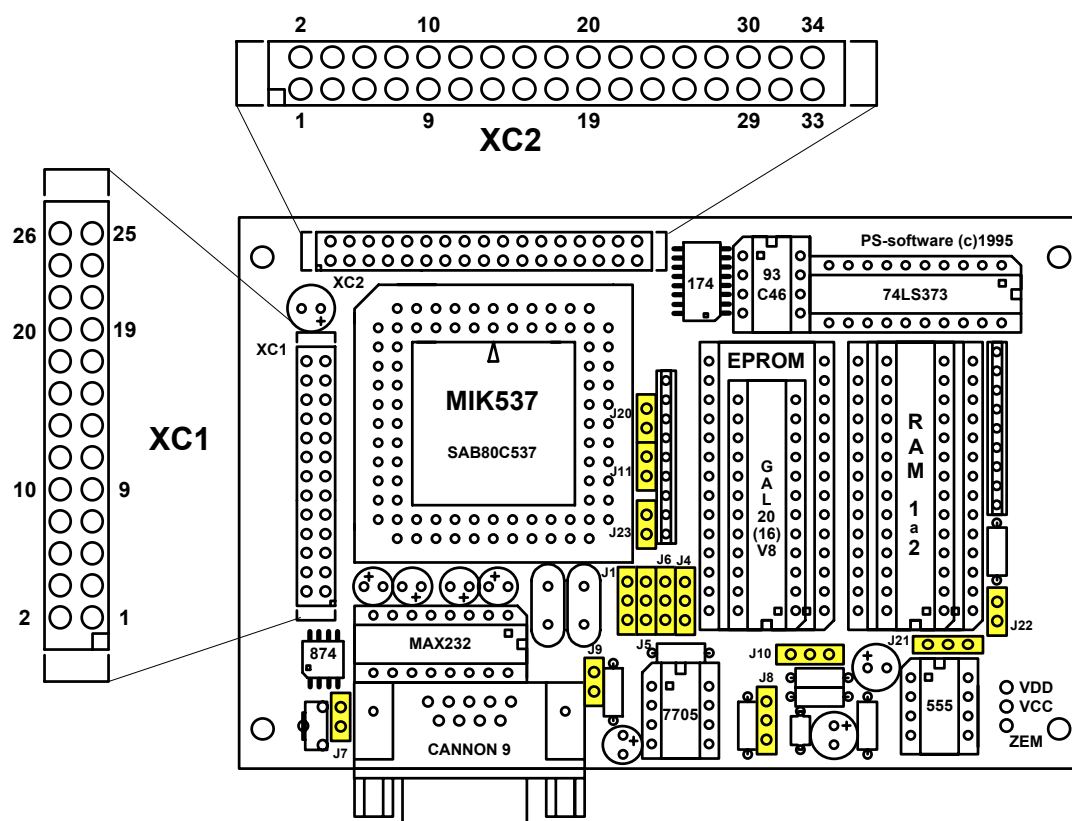 2 10 20 30 34
1 9 19 29 33
XC2
26 25
20 19
10 9
2 1
XC1
PS-software (c)1995
XC2
174
93
C46
74LS373
XC1
MIK537
SAB80C537
J20
J11
J23
EPROM
GAL
20
(16)
V8
RAM
1
a
2
J1 J6 J4
J5
J22
J21
J10
MAX232
874
J9
J8
7705
555
VDD
VCC
ZEM
J7
CANNON 9